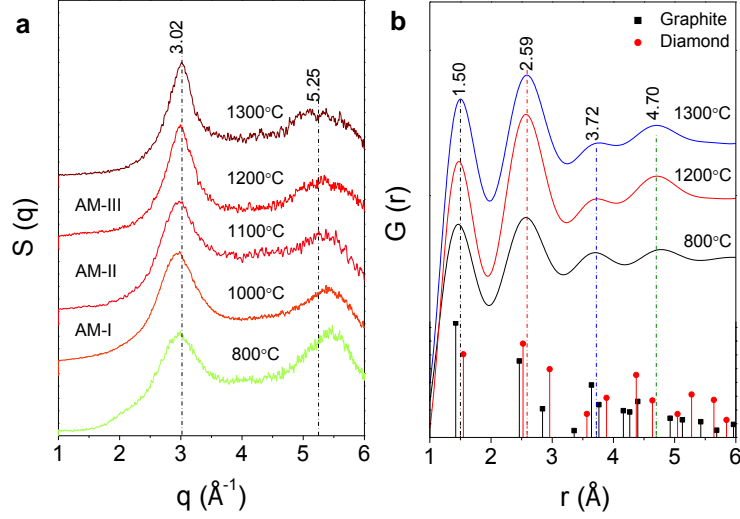 a
3.02
5.25
1300°C
1200°C
AM-III
1100°C
AM-II
1000°C
AM-I
800°C
S (q)
1 2 3 4 5 6
q (Å-1)
b
Graphite
Diamond
1.50
2.59
3.72
4.70
1300°C
1200°C
800°C
G (r)
1 2 3 4 5 6
r (Å)